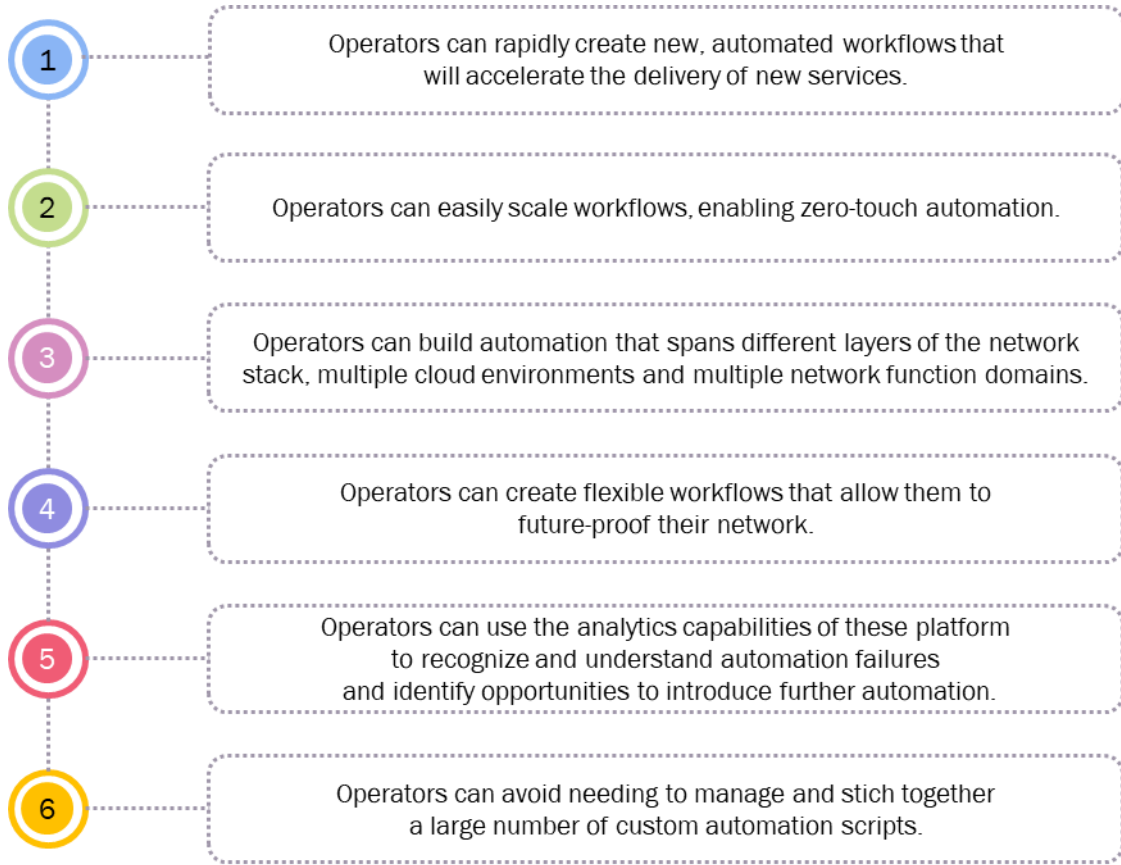 1
Operators can rapidly create new, automated workflows that
will accelerate the delivery of new services.
2
Operators can easily scale workflows, enabling zero-touch automation.
3
Operators can build automation that spans different layers of the network
stack, multiple cloud environments and multiple network function domains.
4
Operators can create flexible workflows that allow them to
future-proof their network.
5
Operators can use the analytics capabilities of these platform
to recognize and understand automation failures
and identify opportunities to introduce further automation.
6
Operators can avoid needing to manage and stich together
a large number of custom automation scripts.